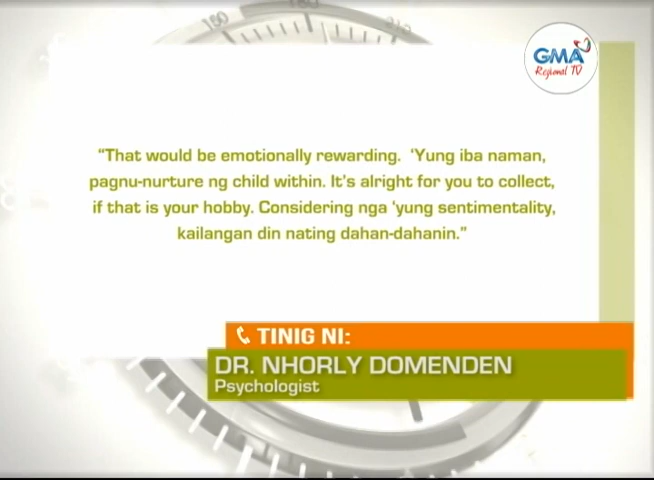 150
GMA
Regional TV
“That would be emotionally rewarding. ‘Yung iba naman,
pagnu-nurture ng child within. It’s alright for you to collect,
if that is your hobby. Considering nga ‘yung sentimentality,
kailangan din nating dahan-dahanin.”
TINIG NI:
DR. NHORLY DOMENDEN
Psychologist